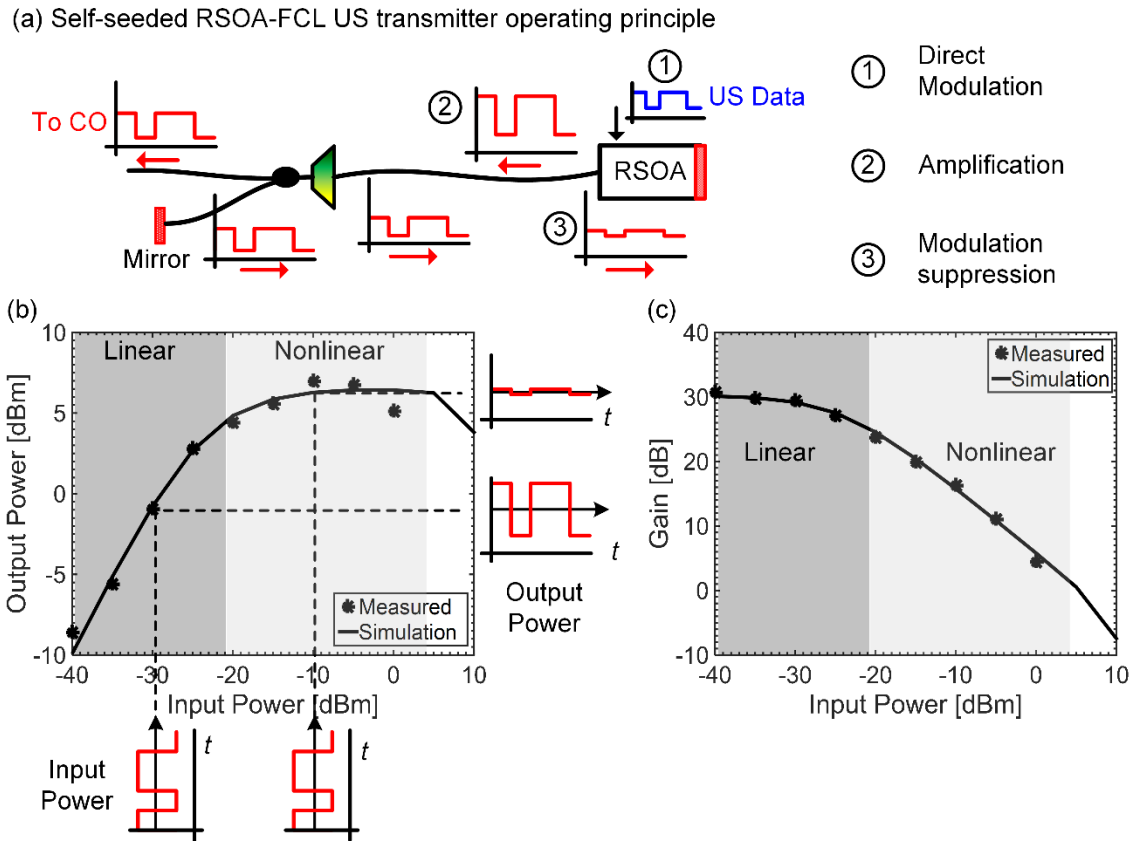 (a) Self-seeded RSOA-FCL US transmitter operating principle
To CO
2
1
US Data
RSOA
3
Mirror
1 Direct Modulation
2 Amplification
3 Modulation suppression
(b)
Linear
Nonlinear
10
5
0
-5
-10
Output Power [dBm]
Measured
Simulation
-40
-30
-20
-10
0
10
Input Power [dBm]
t
t
Output
Power
Input
Power
t
t
(c)
40
30
20
10
0
-10
Gain [dB]
Linear
Nonlinear
Measured
Simulation
-40
-30
-20
-10
0
10
Input Power [dBm]